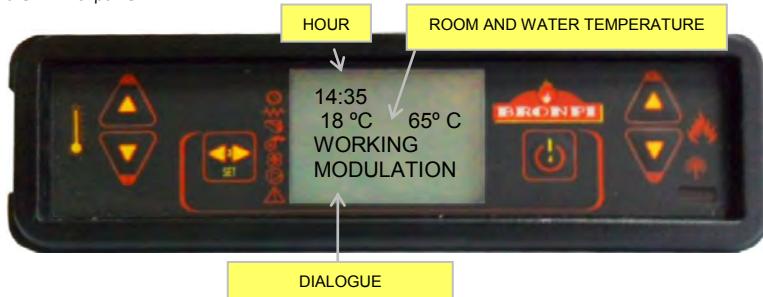 HOUR
ROOM AND WATER TEMPERATURE
14:35
18 ºC 65º C
WORKING
MODULATION
BRONPI
SET
DIALOGUE